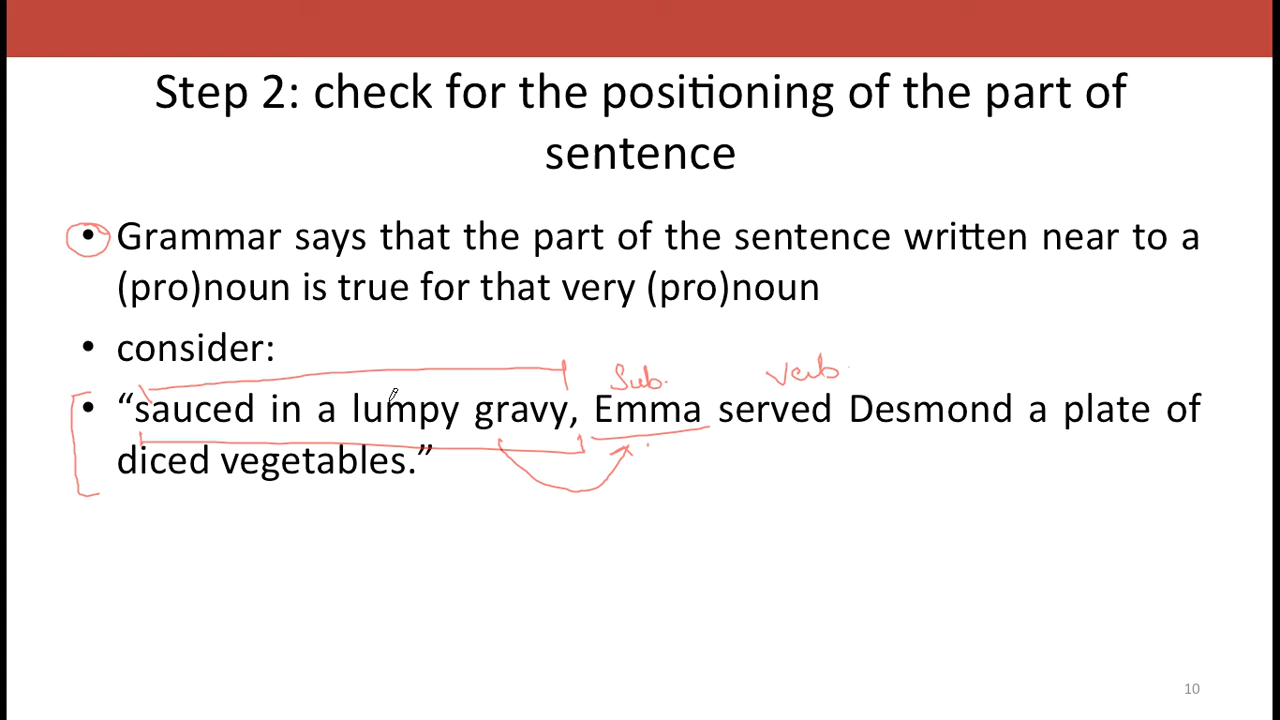 Step 2: check for the positioning of the part of
sentence
• Grammar says that the part of the sentence written near to a
(pro)noun is true for that very (pro)noun
• consider:
Sub. Verb
• “sauced in a lumpy gravy, Emma served Desmond a plate of
diced vegetables.”
10